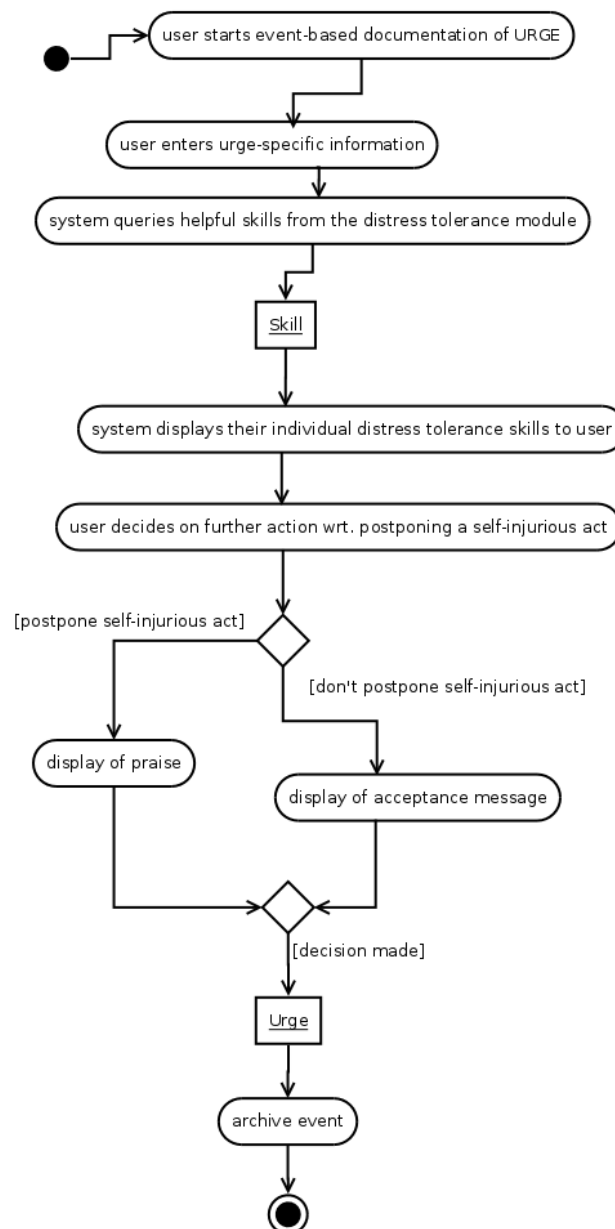 user starts event-based documentation of URGE
user enters urge-specific information
system queries helpful skills from the distress tolerance module
Skill
system displays their individual distress tolerance skills to user
user decides on further action wrt. postponing a self-injurious act
[postpone self-injurious act]
[don't postpone self-injurious act]
display of praise
display of acceptance message
[decision made]
Urge
archive event